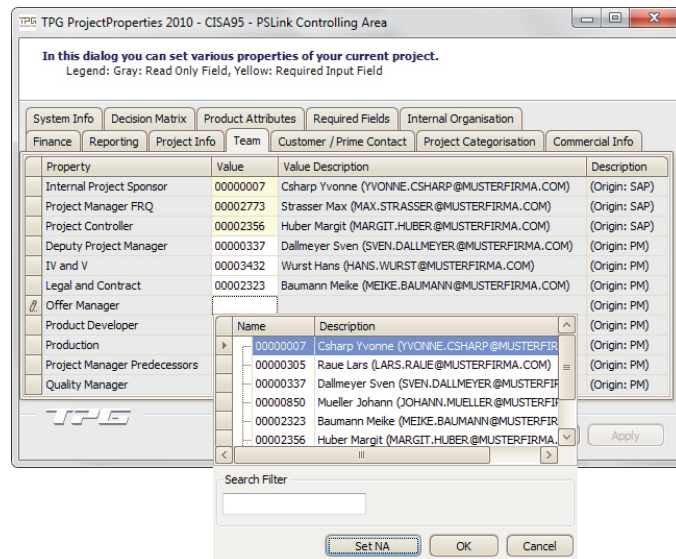 TPG TPG ProjectProperties 2010 - CISA95 - PSLink Controlling Area
In this dialog you can set various properties of your current project.
Legend: Gray: Read Only Field, Yellow: Required Input Field
System Info Decision Matrix Product Attributes Required Fields Internal Organisation
Finance Reporting Project Info Team Customer / Prime Contact Project Categorisation Commercial Info
Property Value Value Description Description
Internal Project Sponsor 00000007 Csharp Yvonne (YVONNE.CSHARP@MUSTERFIRMA.COM) (Origin: SAP)
Project Manager FRQ 00002773 Strasser Max (MAX.STRASSER@MUSTERFIRMA.COM) (Origin: SAP)
Project Controller 00002356 Huber Margit (MARGIT.HUBER@MUSTERFIRMA.COM) (Origin: SAP)
Deputy Project Manager 00000337 Dallmeyer Sven (SVEN.DALLMEYER@MUSTERFIRMA.COM) (Origin: PM)
IV and V 00003432 Wurst Hans (HANS.WURST@MUSTERFIRMA.COM) (Origin: PM)
Legal and Contract 00002323 Baumann Meike (MEIKE.BAUMANN@MUSTERFIRMA.COM) (Origin: PM)
Offer Manager (Origin: PM)
Product Developer (Origin: PM)
Production (Origin: PM)
Project Manager Predecessors (Origin: PM)
Quality Manager (Origin: PM)
Name Description
00000007 Csharp Yvonne (YVONNE.CSHARP@MUSTERFIR
00000305 Raue Lars (LARS.RAUE@MUSTERFIRMA.COM)
00000337 Dallmeyer Sven (SVEN.DALLMEYER@MUSTERFIR
00000850 Mueller Johann (JOHANN.MUELLER@MUSTERFIR
00002323 Baumann Meike (MEIKE.BAUMANN@MUSTERFIR
00002356 Huber Margit (MARGIT.HUBER@MUSTERFIRMA.
TPG
Apply
Search Filter
Set NA OK Cancel